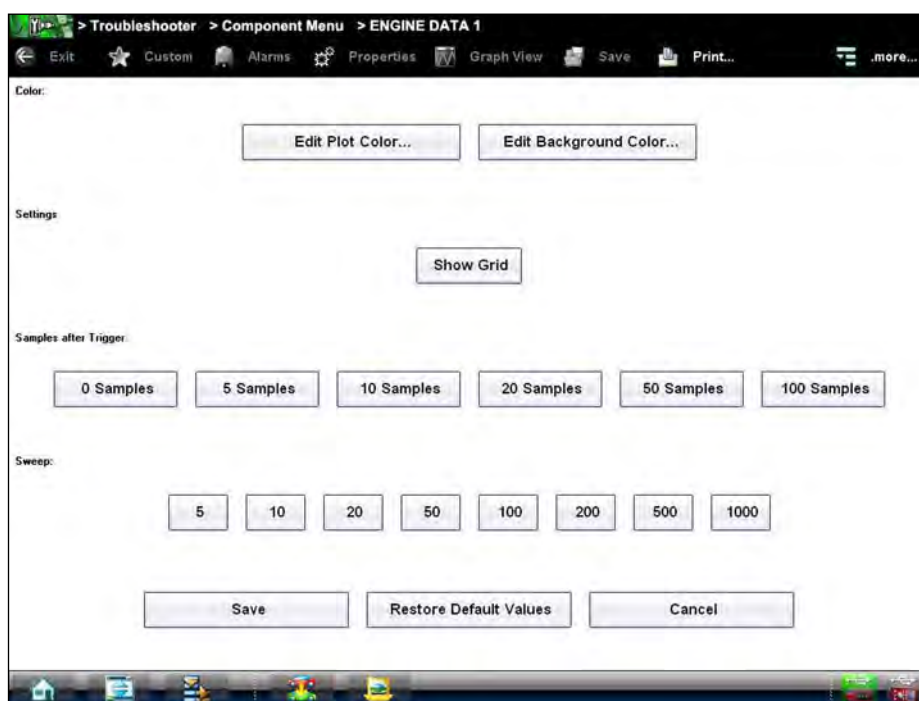 > Troubleshooter > Component Menu > ENGINE DATA 1
Exit Custom Alarms Properties Graph View Save Print... .more...
Color:
Edit Plot Color... Edit Background Color...
Settings
Show Grid
Samples after Trigger
0 Samples 5 Samples 10 Samples 20 Samples 50 Samples 100 Samples
Sweep:
5 10 20 50 100 200 500 1000
Save Restore Default Values Cancel